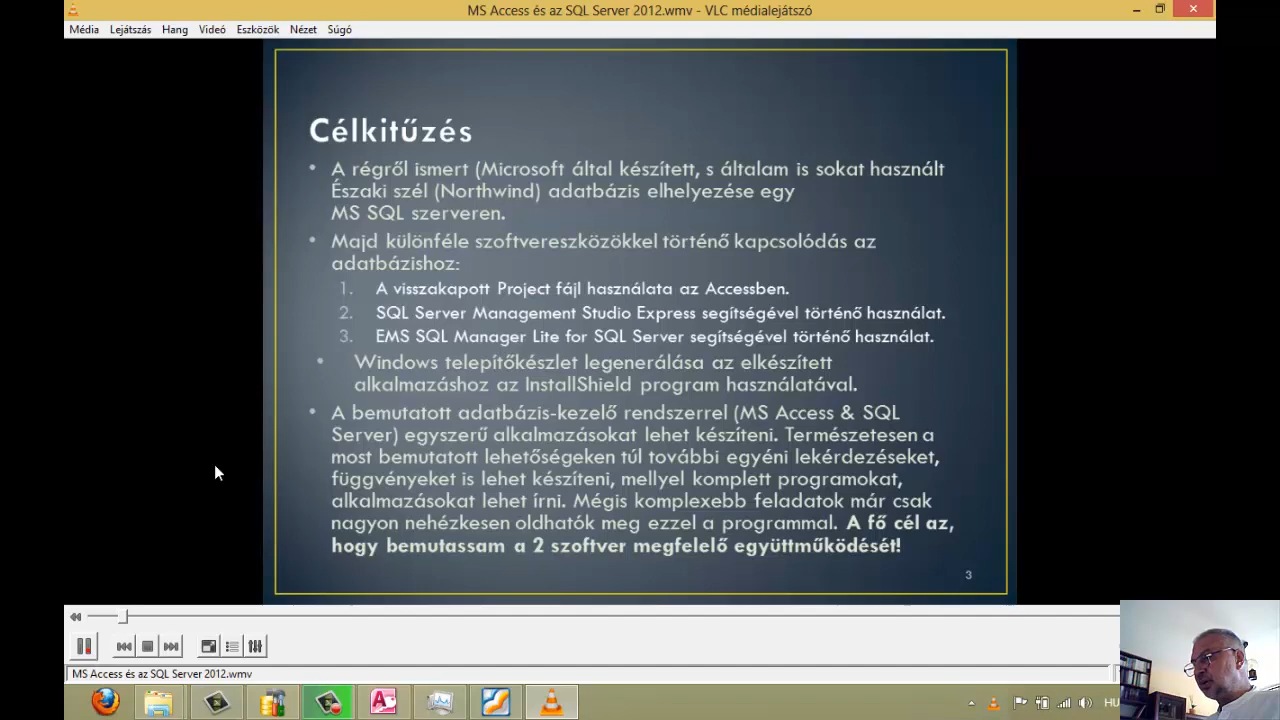 MS Access és az SQL Server 2012.wmv - VLC médialejátszó
Média Lejátszás Hang Videó Eszközök Nézet Súgó
Célkitűzés
• A régről ismert (Microsoft által készített, s általam is sokat használt
Északi szél (Northwind) adatbázis elhelyezése egy
MS SQL szerveren.
• Majd különféle szoftvereszközökkel történő kapcsolódás az
adatbázishoz:
1. A visszakapott Project fájl használata az Accessben.
2. SQL Server Management Studio Express segítségével történő használat.
3. EMS SQL Manager Lite for SQL Server segítségével történő használat.
• Windows telepítőkészlet legenerálása az elkészített
alkalmazáshoz az InstallShield program használatával.
• A bemutatott adatbázis-kezelő rendszerrel (MS Access & SQL
Server) egyszerű alkalmazásokat lehet készíteni. Természetesen a
most bemutatott lehetőségeken túl további egyéni lekérdezéseket,
függvényeket is lehet készíteni, mellyel komplett programokat,
alkalmazásokat lehet írni. Mégis komplexebb feladatok már csak
nagyon nehézkesen oldhatók meg ezzel a programmal. A fő cél az,
hogy bemutassam a 2 szoftver megfelelő együttműködését!
3
MS Access és az SQL Server 2012.wmv
HU